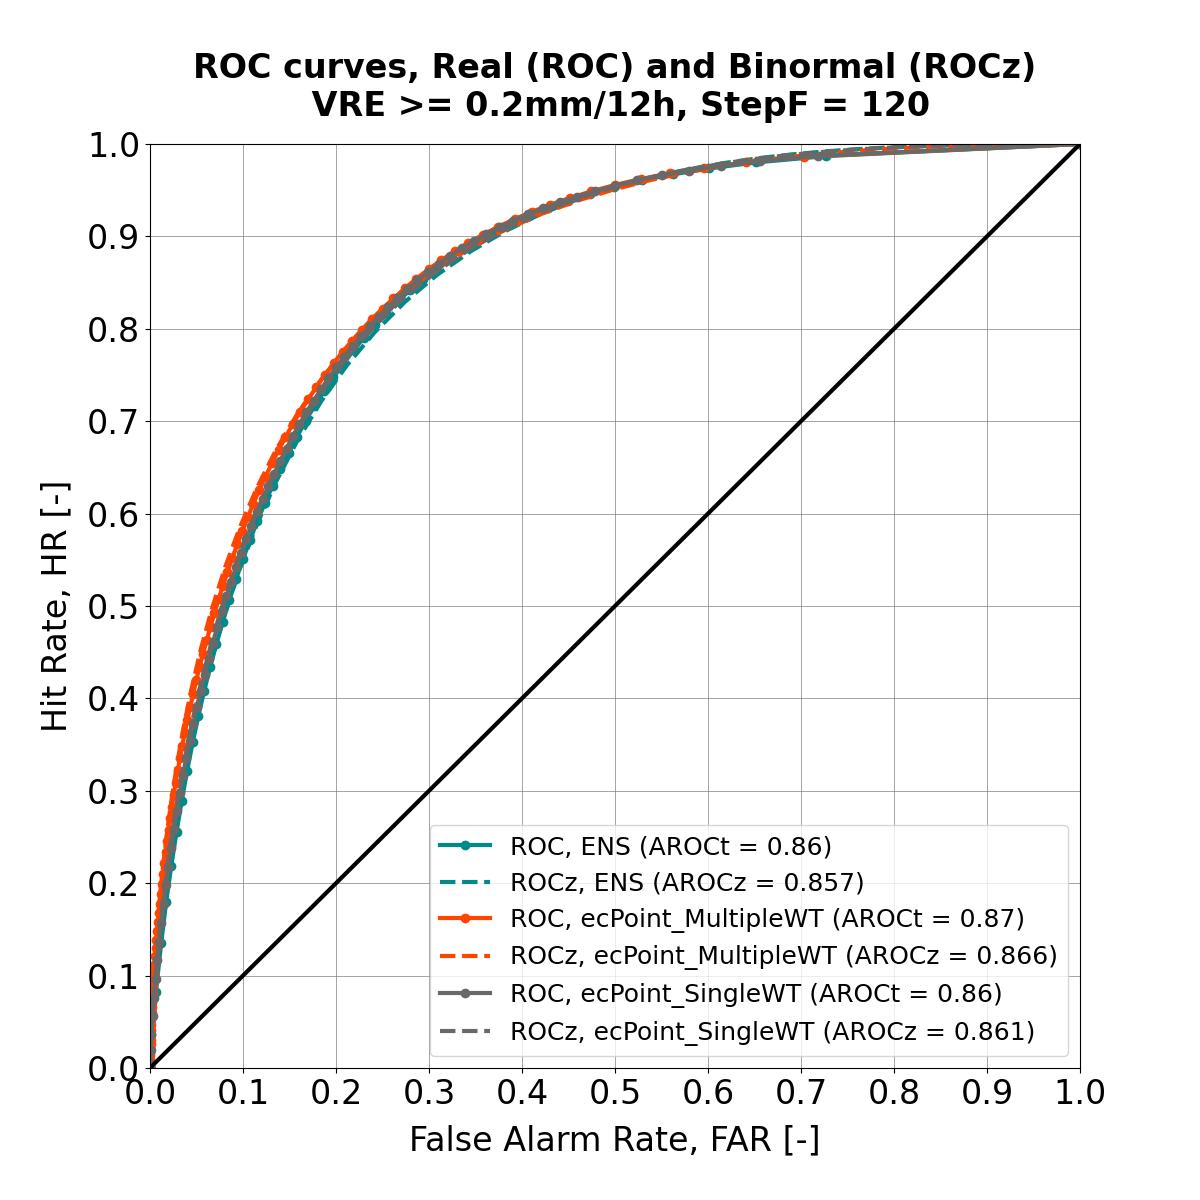 ROC curves, Real (ROC) and Binormal (ROCz)
VRE >= 0.2mm/12h, StepF = 120
1.0
0.9
0.8
0.7
0.6
0.5
0.4
0.3
0.2
0.1
0.0
Hit Rate, HR [-]
ROC, ENS (AROCt = 0.86)
ROCz, ENS (AROCz = 0.857)
ROC, ecPoint_MultipleWT (AROCt = 0.87)
ROCz, ecPoint_MultipleWT (AROCz = 0.866)
ROC, ecPoint_SingleWT (AROCt = 0.86)
ROCz, ecPoint_SingleWT (AROCz = 0.861)
0.0 0.1 0.2 0.3 0.4 0.5 0.6 0.7 0.8 0.9 1.0
False Alarm Rate, FAR [-]